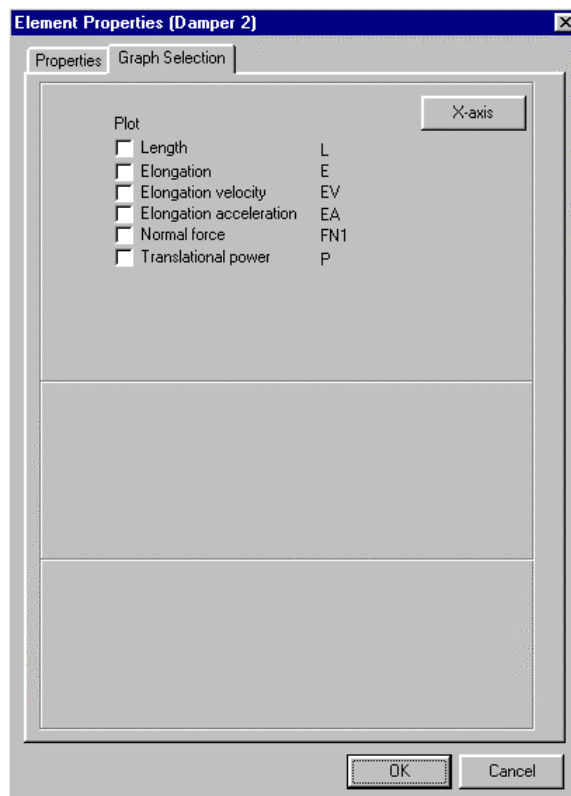 Element Properties (Damper 2)
Properties Graph Selection
X-axis
Plot
Length L
Elongation E
Elongation velocity EV
Elongation acceleration EA
Normal force FN1
Translational power P
OK Cancel